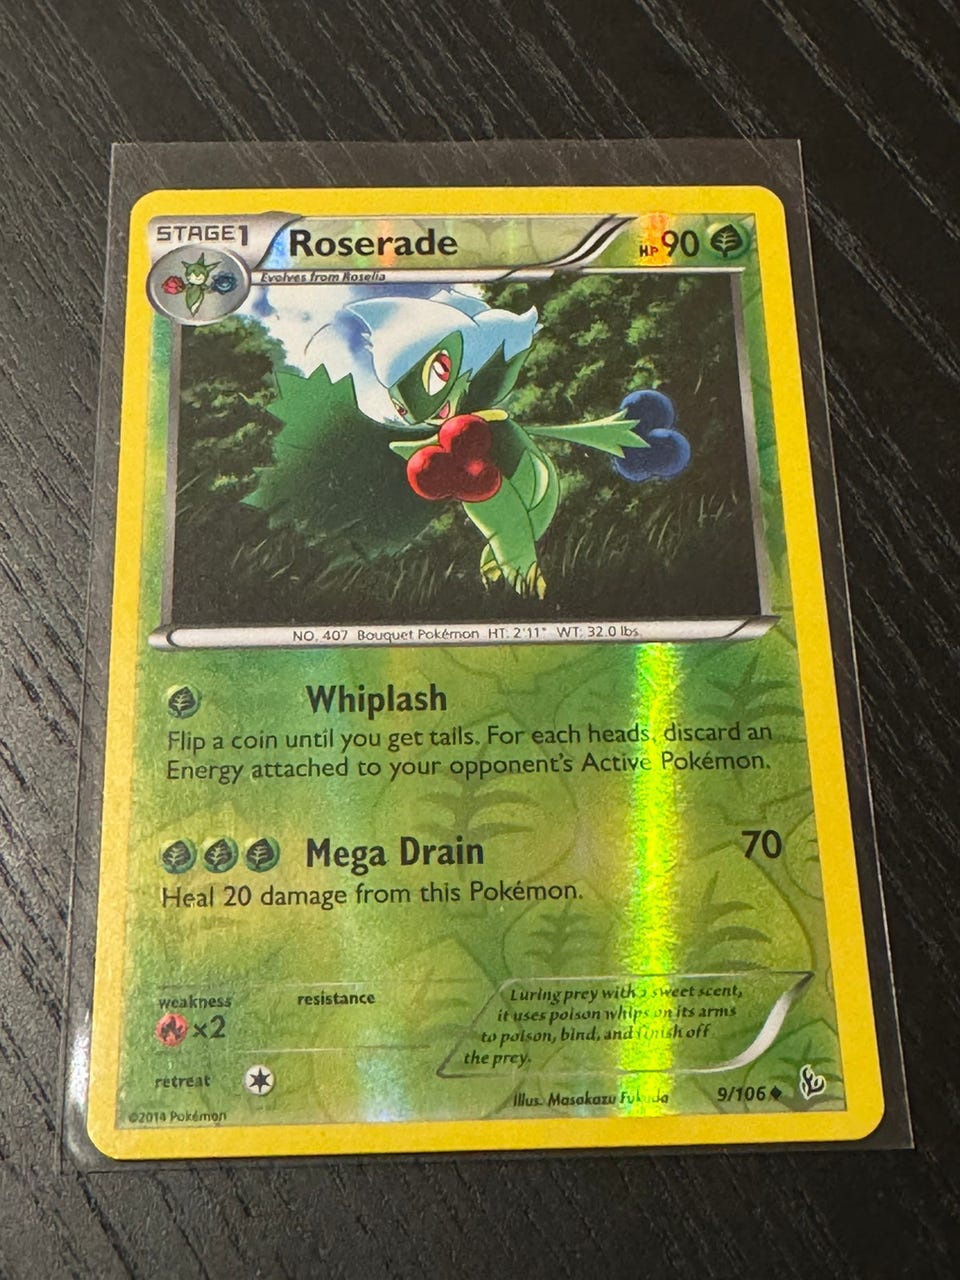 STAGE1
Roserade
HP 90
Evolves from Roselia
NO. 407 Bouquet Pokémon HT: 2'11" WT: 32.0 lbs.
Whiplash
Flip a coin until you get tails. For each heads, discard an
Energy attached to your opponent's Active Pokémon.
Mega Drain 70
Heal 20 damage from this Pokémon.
weakness resistance
×2
Luring prey with a sweet scent,
it uses poison whips on its arms
to poison, bind, and finish off
the prey.
retreat
Illus. Masakazu Fukuda
9/106
©2014 Pokémon